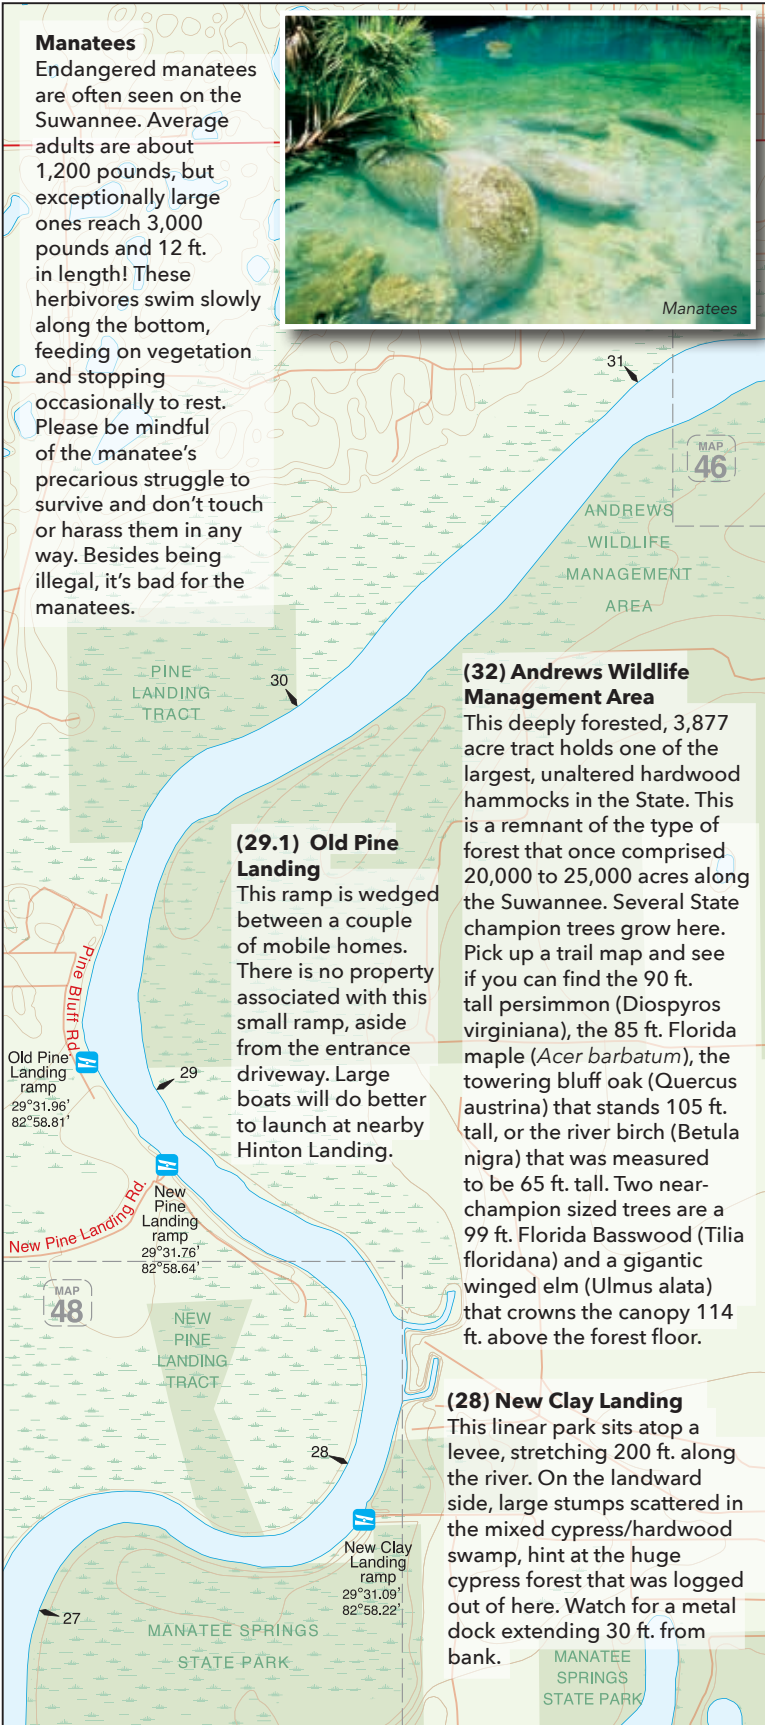 Manatees
Endangered manatees
are often seen on the
Suwannee. Average
adults are about
1,200 pounds, but
exceptionally large
ones reach 3,000
pounds and 12 ft.
in length! These
herbivores swim slowly
along the bottom,
feeding on vegetation
and stopping
occasionally to rest.
Please be mindful
of the manatee's
precarious struggle to
survive and don't touch
or harass them in any
way. Besides being
illegal, it's bad for the
manatees.
Manatees
31
MAP
46
ANDREWS
WILDLIFE
MANAGEMENT
AREA
PINE
LANDING
TRACT
30
(32) Andrews Wildlife
Management Area
This deeply forested, 3,877
acre tract holds one of the
largest, unaltered hardwood
hammocks in the State. This
is a remnant of the type of
forest that once comprised
20,000 to 25,000 acres along
the Suwannee. Several State
champion trees grow here.
Pick up a trail map and see
if you can find the 90 ft.
tall persimmon (Diospyros
virginiana), the 85 ft. Florida
maple (Acer barbatum), the
towering bluff oak (Quercus
austrina) that stands 105 ft.
tall, or the river birch (Betula
nigra) that was measured
to be 65 ft. tall. Two near-
champion sized trees are a
99 ft. Florida Basswood (Tilia
floridana) and a gigantic
winged elm (Ulmus alata)
that crowns the canopy 114
ft. above the forest floor.
(29.1) Old Pine
Landing
This ramp is wedged
between a couple
of mobile homes.
There is no property
associated with this
small ramp, aside
from the entrance
driveway. Large
boats will do better
to launch at nearby
Hinton Landing.
Pine Bluff Rd.
Old Pine
Landing
ramp
29°31.96'
82°58.81'
29
New
Pine
Landing
ramp
29°31.76'
82°58.64'
New Pine Landing Rd.
MAP
48
NEW
PINE
LANDING
TRACT
28
(28) New Clay Landing
This linear park sits atop a
levee, stretching 200 ft. along
the river. On the landward
side, large stumps scattered in
the mixed cypress/hardwood
swamp, hint at the huge
cypress forest that was logged
out of here. Watch for a metal
dock extending 30 ft. from
bank.
New Clay
Landing
ramp
29°31.09'
82°58.22'
27
MANATEE SPRINGS
STATE PARK
MANATEE
SPRINGS
STATE PARK